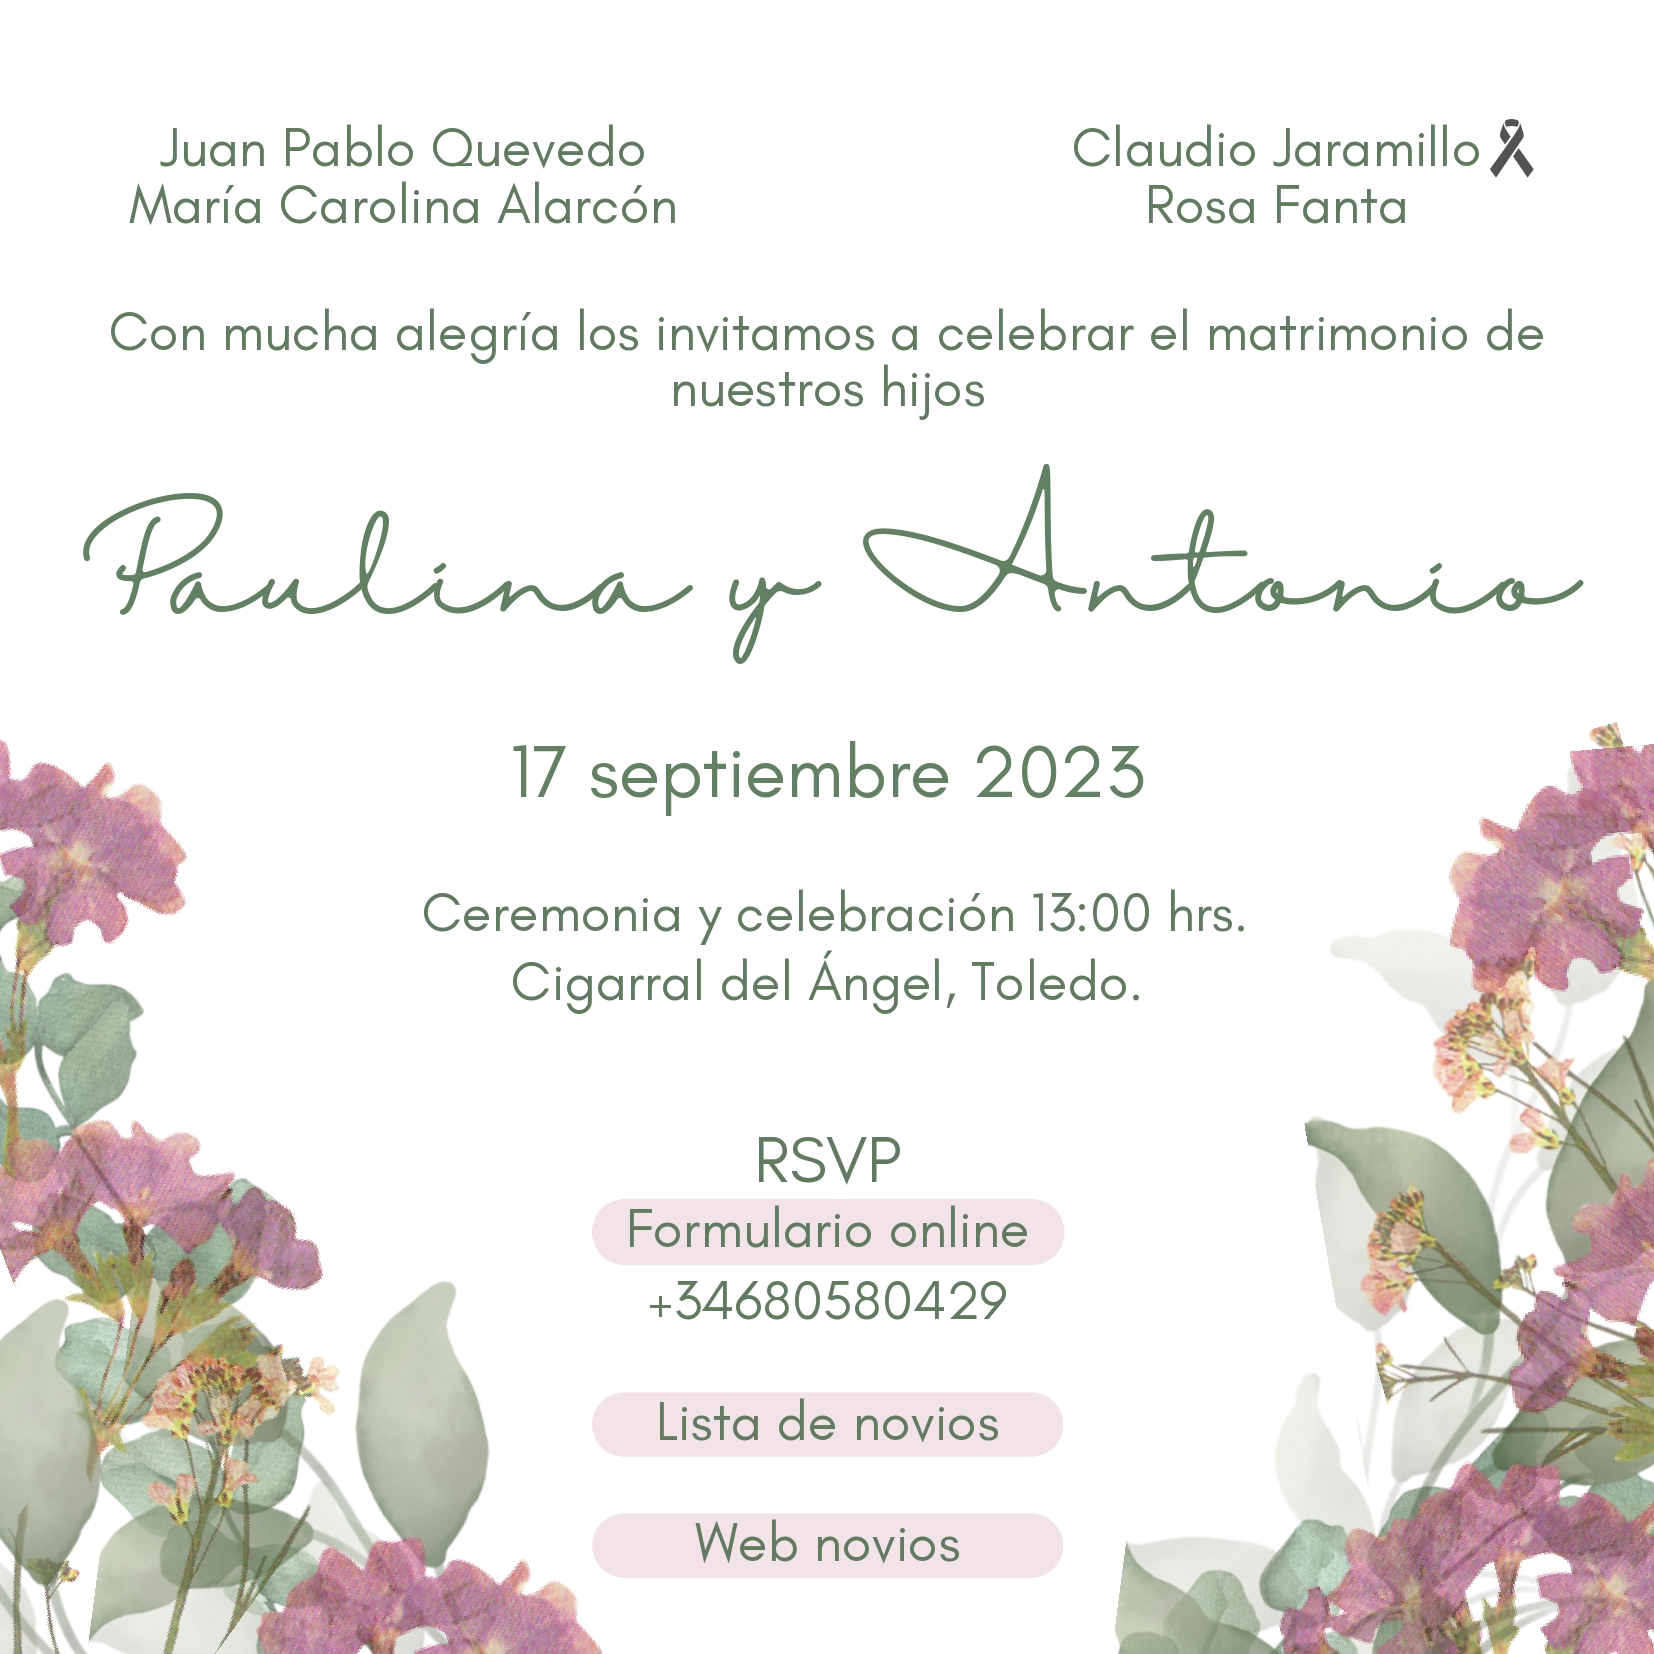 Juan Pablo Quevedo
María Carolina Alarcón
Claudio Jaramillo
Rosa Fanta
Con mucha alegría los invitamos a celebrar el matrimonio de
nuestros hijos
Paulina y Antonio
17 septiembre 2023
Ceremonia y celebración 13:00 hrs.
Cigarral del Ángel, Toledo.
RSVP
Formulario online
+34680580429
Lista de novios
Web novios